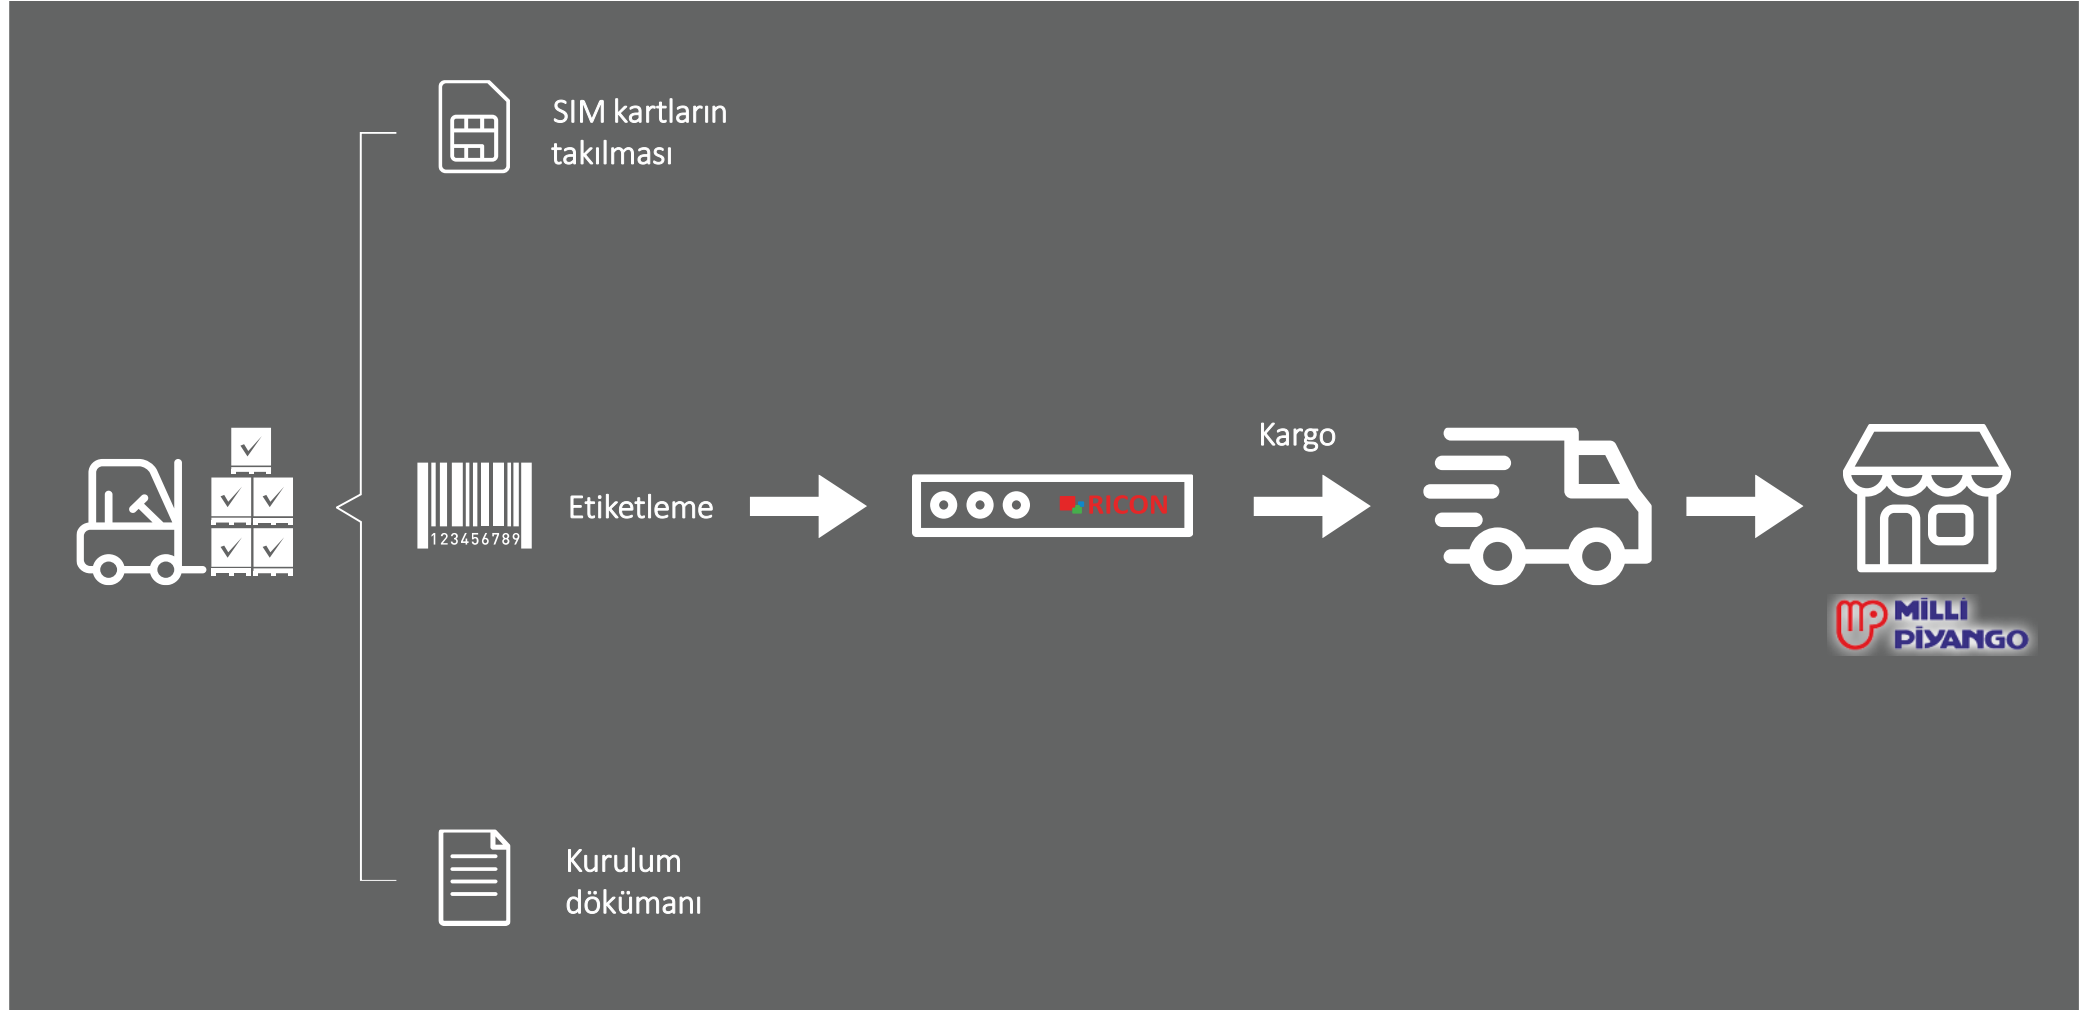 SIM kartların
takılması
Kargo
123456789
Etiketleme
RICON
MİLLİ
PİYANGO
Kurulum
dökümanı